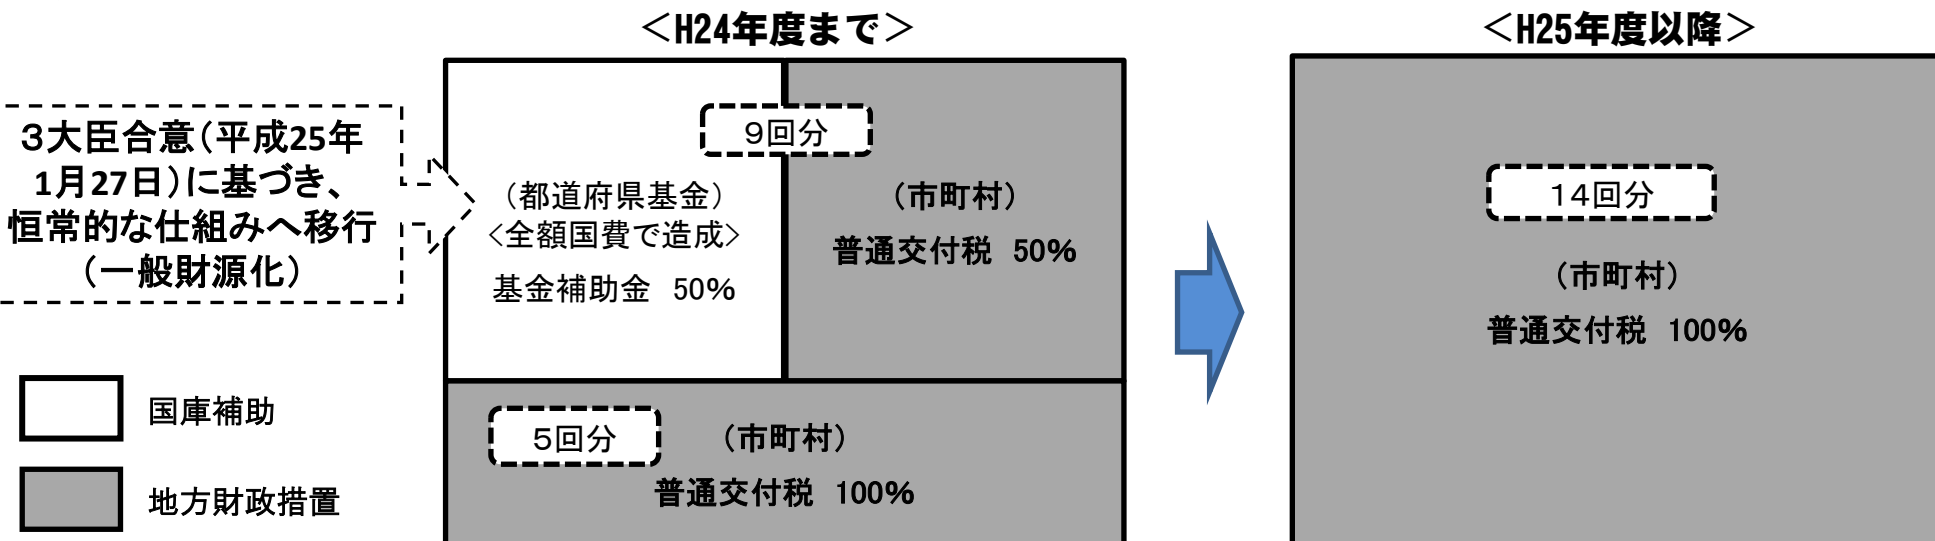 ＜H24年度まで＞
＜H25年度以降＞
３大臣合意（平成25年
1月27日）に基づき、
恒常的な仕組みへ移行
（一般財源化）
９回分
（都道府県基金）
<全額国費で造成>
基金補助金　50%
（市町村）
普通交付税　50%
５回分
（市町村）
普通交付税　100%
１４回分
（市町村）
普通交付税　100%
国庫補助
地方財政措置